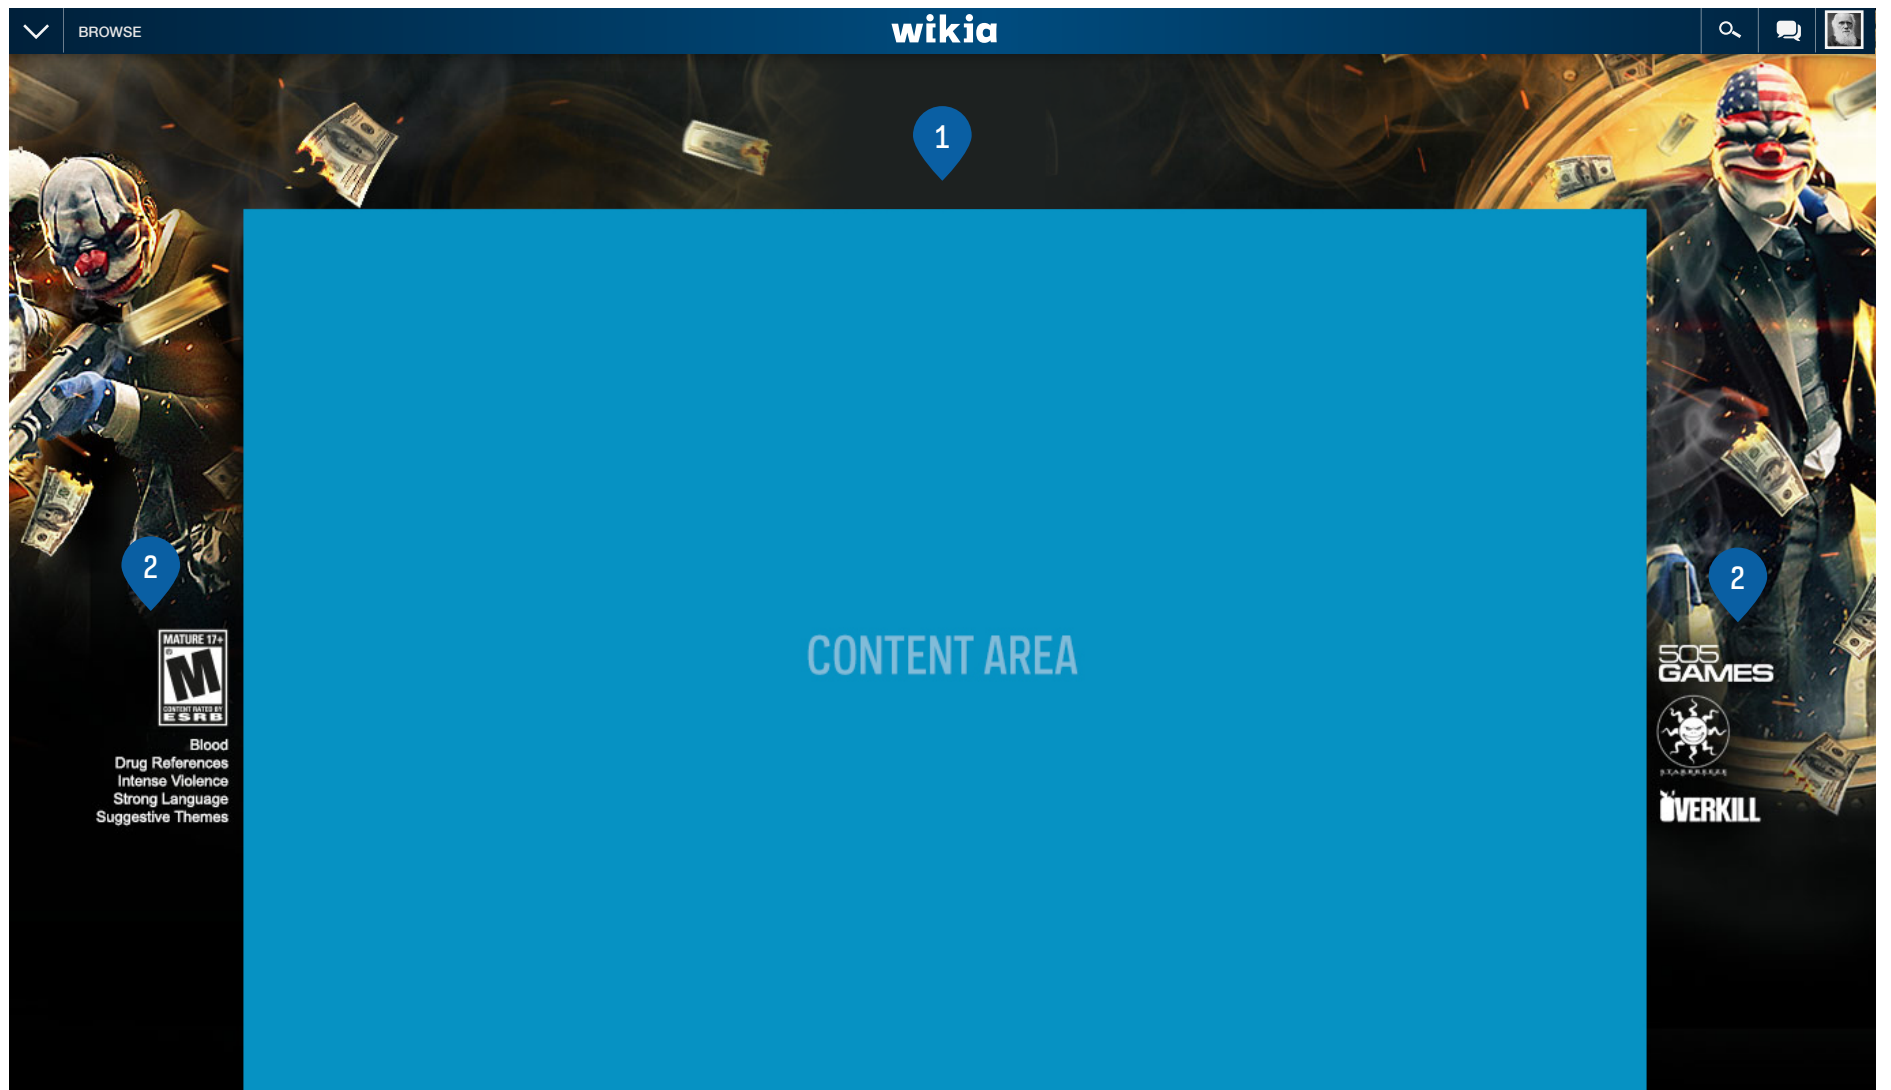 BROWSE
wikia
1
2
2
CONTENT AREA
MATURE 17+
M
CONTENT RATED BY
ESRB
Blood
Drug References
Intense Violence
Strong Language
Suggestive Themes
505
GAMES
STARBREEZE
OVERKILL